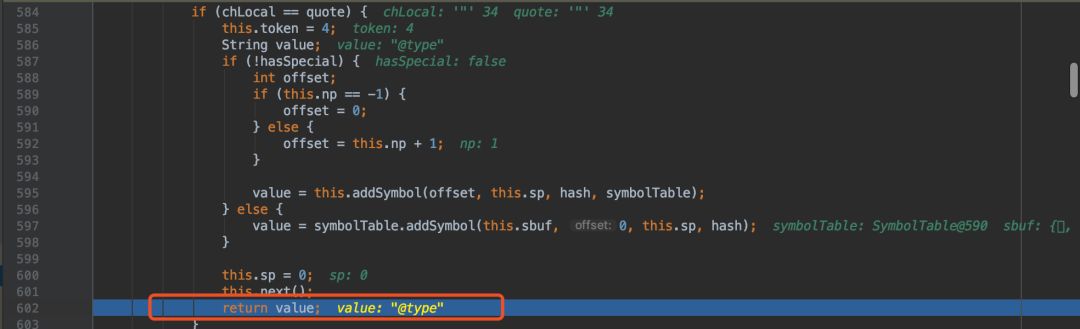 584 if (chLocal == quote) { chLocal: '"' 34 quote: '"' 34
585 this.token = 4; token: 4
586 String value; value: "@type"
587 if (!hasSpecial) { hasSpecial: false
588 int offset;
589 if (this.np == -1) {
590 offset = 0;
591 } else {
592 offset = this.np + 1; np: 1
593 }
594
595 value = this.addSymbol(offset, this.sp, hash, symbolTable);
596 } else {
597 value = symbolTable.addSymbol(this.sbuf, offset: 0, this.sp, hash); symbolTable: SymbolTable@590 sbuf: {▯,
598 }
599
600 this.sp = 0; sp: 0
601 this.next();
602 return value; value: "@type"
603 }